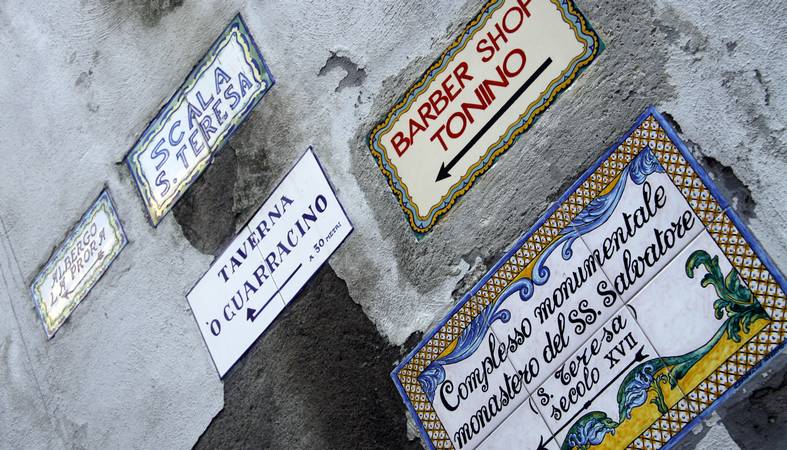 ALBERGO
LA PRORA
SCALA
S. TERESA
TAVERNA
'O GUARRACINO
A 30 METRI
BARBER SHOP
TONINO
Complesso monumentale
monastero del SS. Salvatore
S. Teresa
secolo XVII